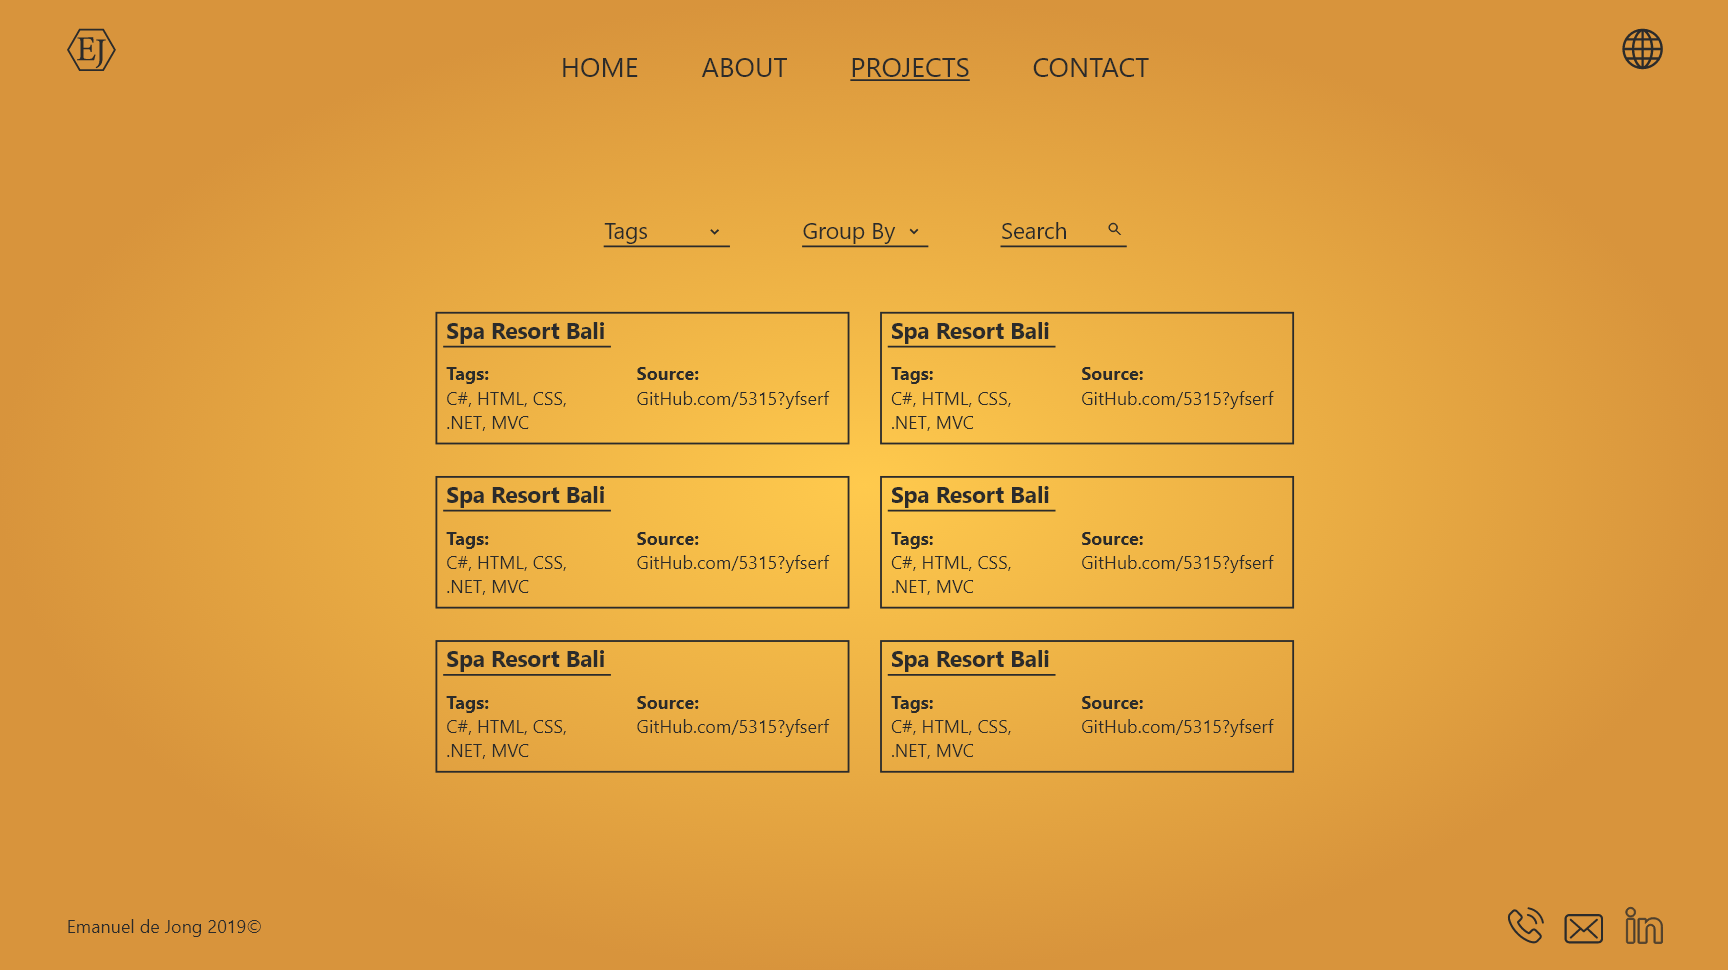 EJ
HOME ABOUT PROJECTS CONTACT
Tags Group By Search
Spa Resort Bali
Tags:
C#, HTML, CSS,
.NET, MVC
Source:
GitHub.com/5315?yfserf
Spa Resort Bali
Tags:
C#, HTML, CSS,
.NET, MVC
Source:
GitHub.com/5315?yfserf
Spa Resort Bali
Tags:
C#, HTML, CSS,
.NET, MVC
Source:
GitHub.com/5315?yfserf
Spa Resort Bali
Tags:
C#, HTML, CSS,
.NET, MVC
Source:
GitHub.com/5315?yfserf
Spa Resort Bali
Tags:
C#, HTML, CSS,
.NET, MVC
Source:
GitHub.com/5315?yfserf
Spa Resort Bali
Tags:
C#, HTML, CSS,
.NET, MVC
Source:
GitHub.com/5315?yfserf
Emanuel de Jong 2019©
in